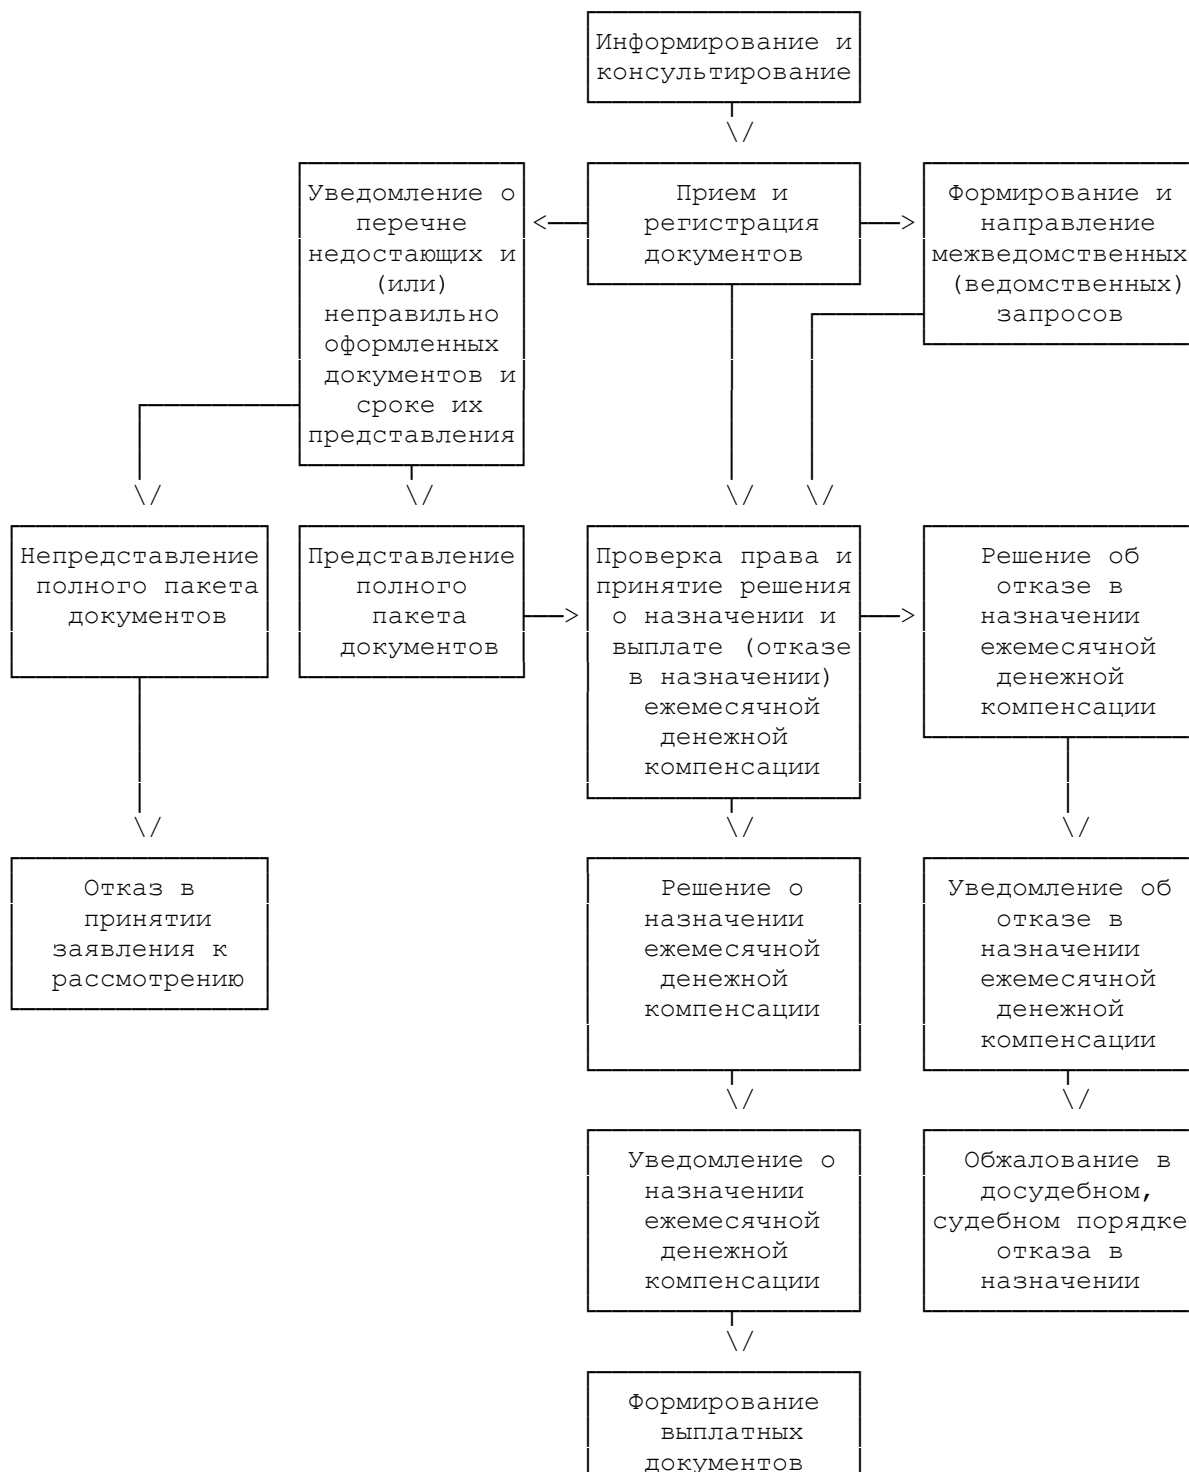 Информирование и
консультирование
Уведомление о
перечне
недостающих и
(или)
неправильно
оформленных
документов и
сроке их
представления
Прием и
регистрация
документов
Формирование и
направление
межведомственных
(ведомственных)
запросов
Непредставление
полного пакета
документов
Представление
полного
пакета
документов
Проверка права и
принятие решения
о назначении и
выплате (отказе
в назначении)
ежемесячной
денежной
компенсации
Решение об
отказе в
назначении
ежемесячной
денежной
компенсации
Отказ в
принятии
заявления к
рассмотрению
Решение о
назначении
ежемесячной
денежной
компенсации
Уведомление об
отказе в
назначении
ежемесячной
денежной
компенсации
Уведомление о
назначении
ежемесячной
денежной
компенсации
Обжалование в
досудебном,
судебном порядке
отказа в
назначении
Формирование
выплатных
документов